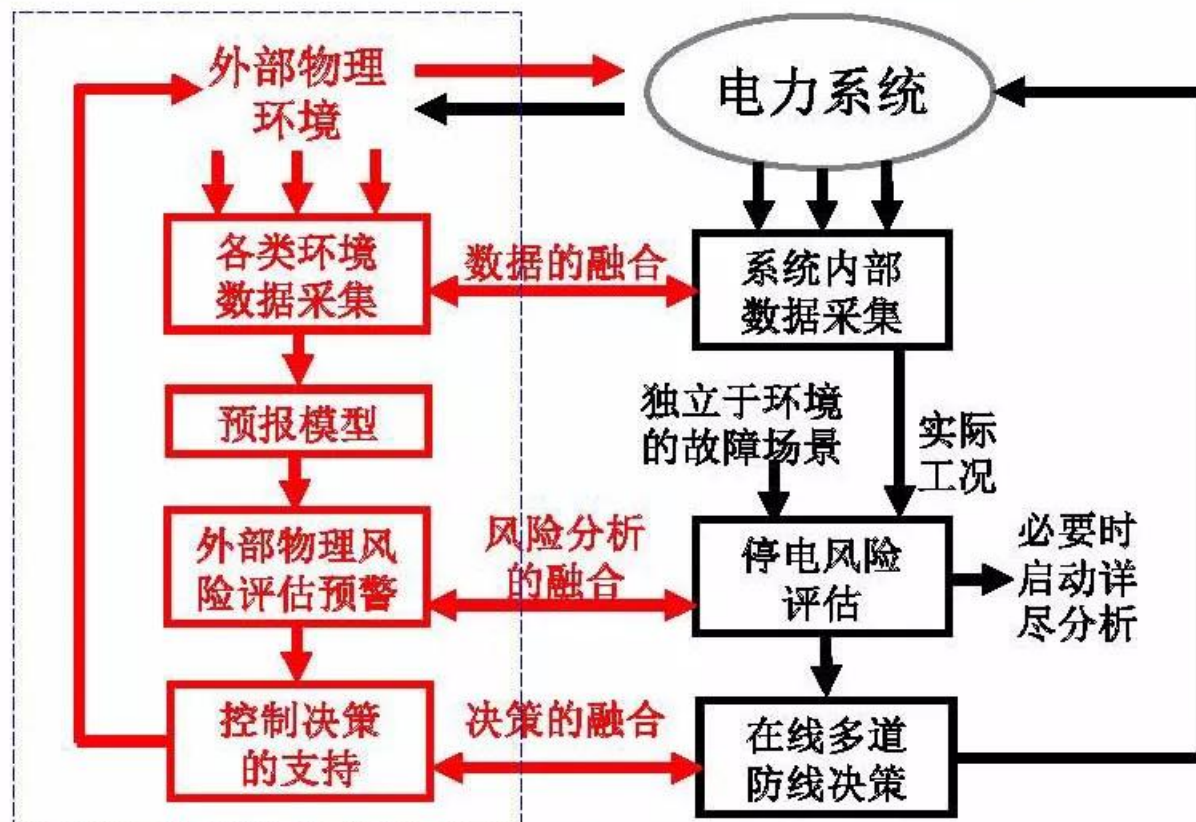 外部物理
环境
电力系统
各类环境
数据采集
数据的融合
系统内部
数据采集
预报模型
独立于环境
的故障场景
实际
工况
外部物理风
险评估预警
风险分析
的融合
停电风险
评估
必要时
启动详
尽分析
控制决策
的支持
决策的融合
在线多道
防线决策